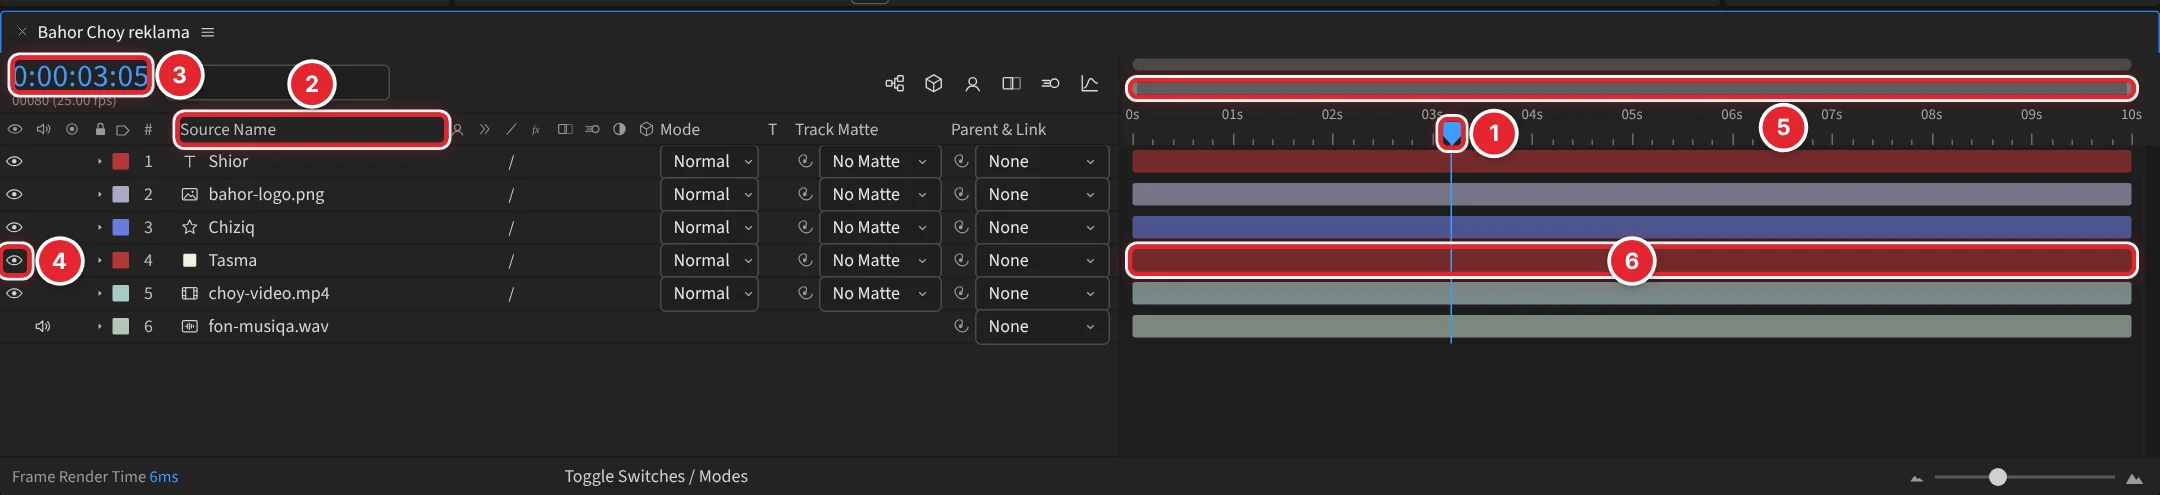 Bahor Choy reklama
0:00:03:05 3 2
00080 (25.00 fps)
0s 01s 02s 03s 04s 05s 06s 07s 08s 09s 10s
1 5
# Source Name fx Mode T Track Matte Parent & Link
1 T Shior Normal No Matte None
2 bahor-logo.png Normal No Matte None
3 Chiziq Normal No Matte None
4 4 Tasma Normal No Matte None 6
5 choy-video.mp4 Normal No Matte None
6 fon-musiqa.wav None
Frame Render Time 6ms Toggle Switches / Modes